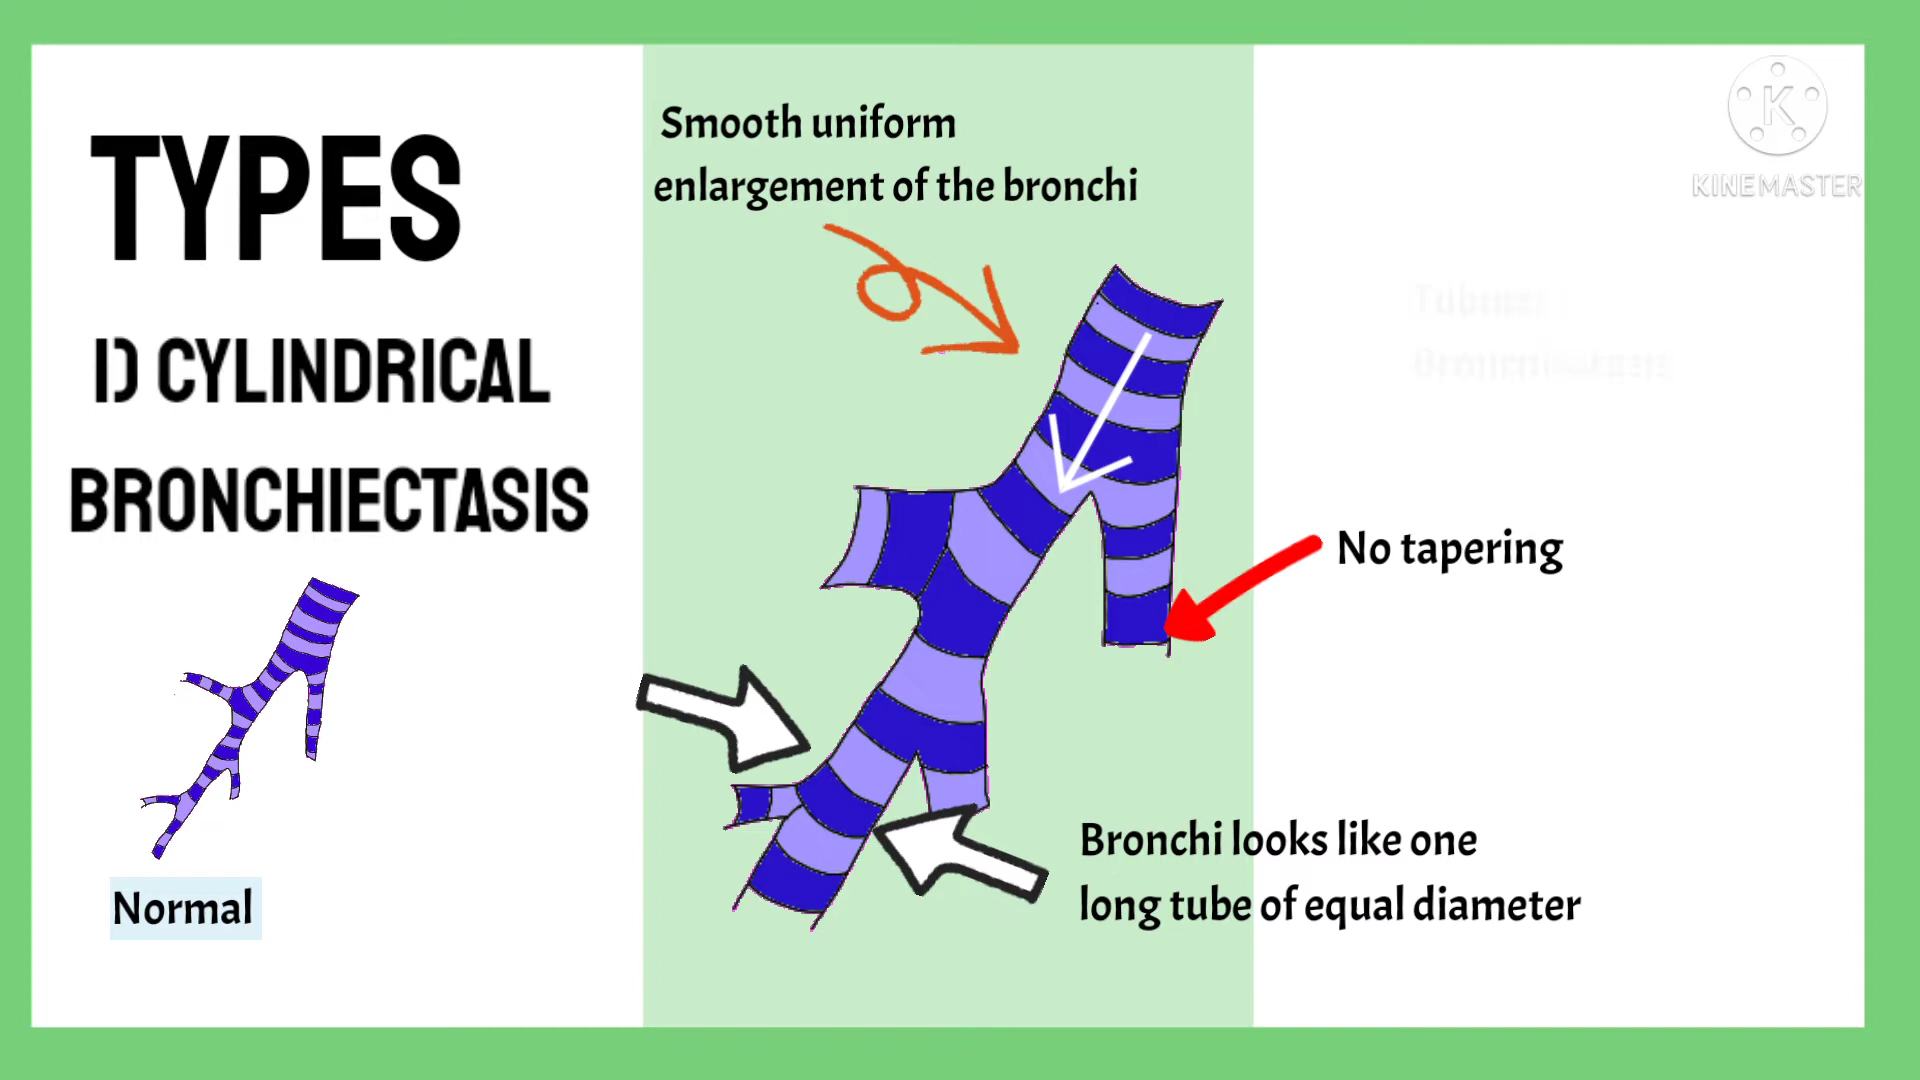 TYPES
1) CYLINDRICAL
BRONCHIECTASIS
Normal
Smooth uniform
enlargement of the bronchi
No tapering
Bronchi looks like one
long tube of equal diameter
K
KINEMASTER